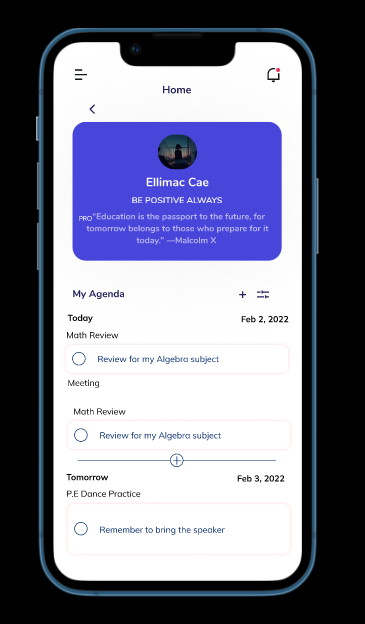 Home
Ellimac Cae
BE POSITIVE ALWAYS
PRO "Education is the passport to the future, for
tomorrow belongs to those who prepare for it
today." —Malcolm X
My Agenda
Today Feb 2, 2022
Math Review
Review for my Algebra subject
Meeting
Math Review
Review for my Algebra subject
Tomorrow Feb 3, 2022
P.E Dance Practice
Remember to bring the speaker